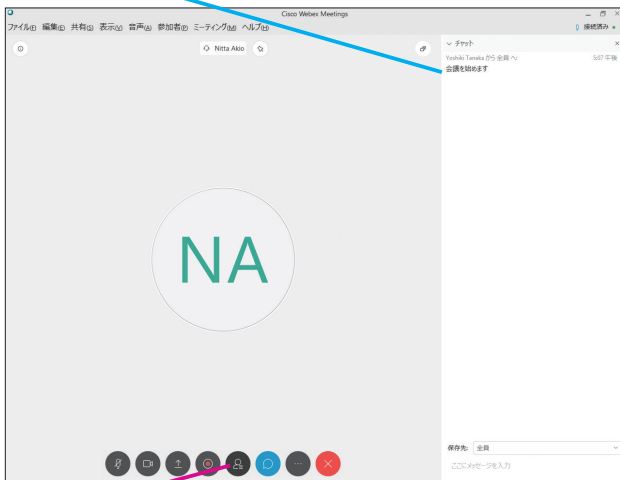 Cisco Webex Meetings
ファイル(F) 編集(E) 共有(S) 表示(V) 音声(A) 参加者(P) ミーティング(M) ヘルプ(H)
接続済み
Nitta Akio
チャット
Yoshiki Tanaka から 全員 へ: 5:07 午後
会議を始めます
NA
保存先: 全員
ここにメッセージを入力